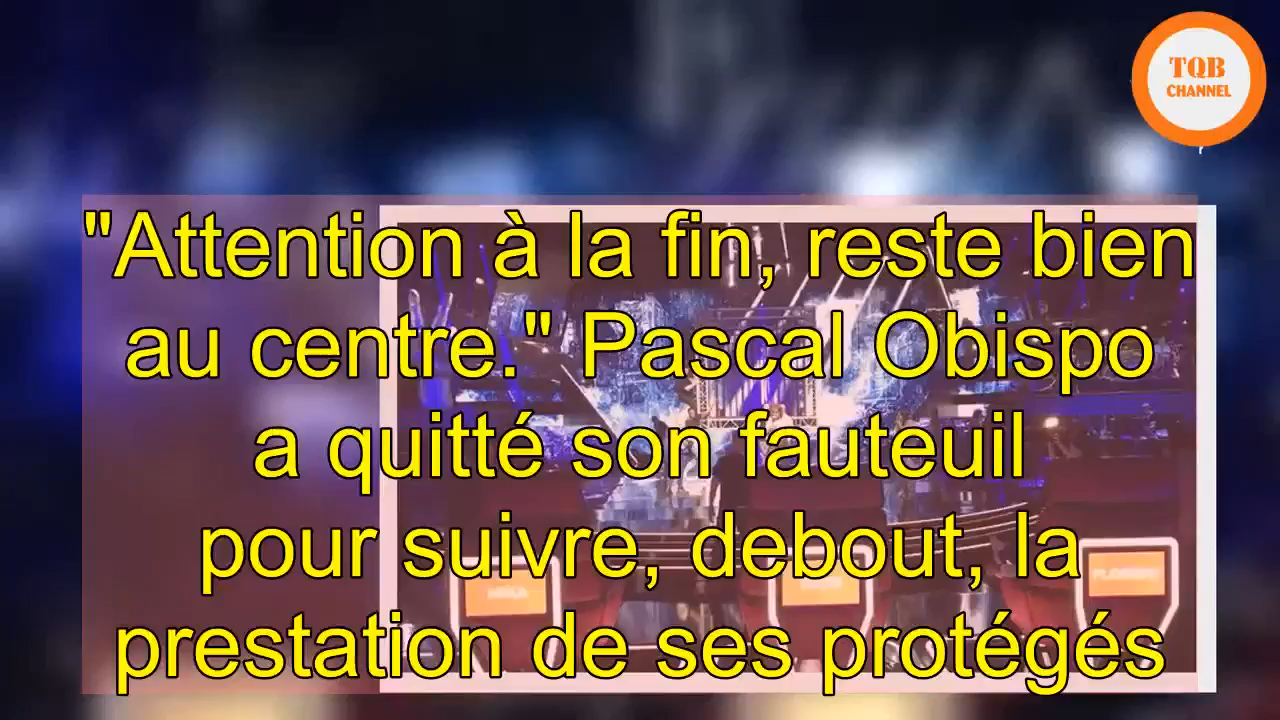 TQB
CHANNEL
"Attention à la fin, reste bien
au centre." Pascal Obispo
a quitté son fauteuil
pour suivre, debout, la
prestation de ses protégés